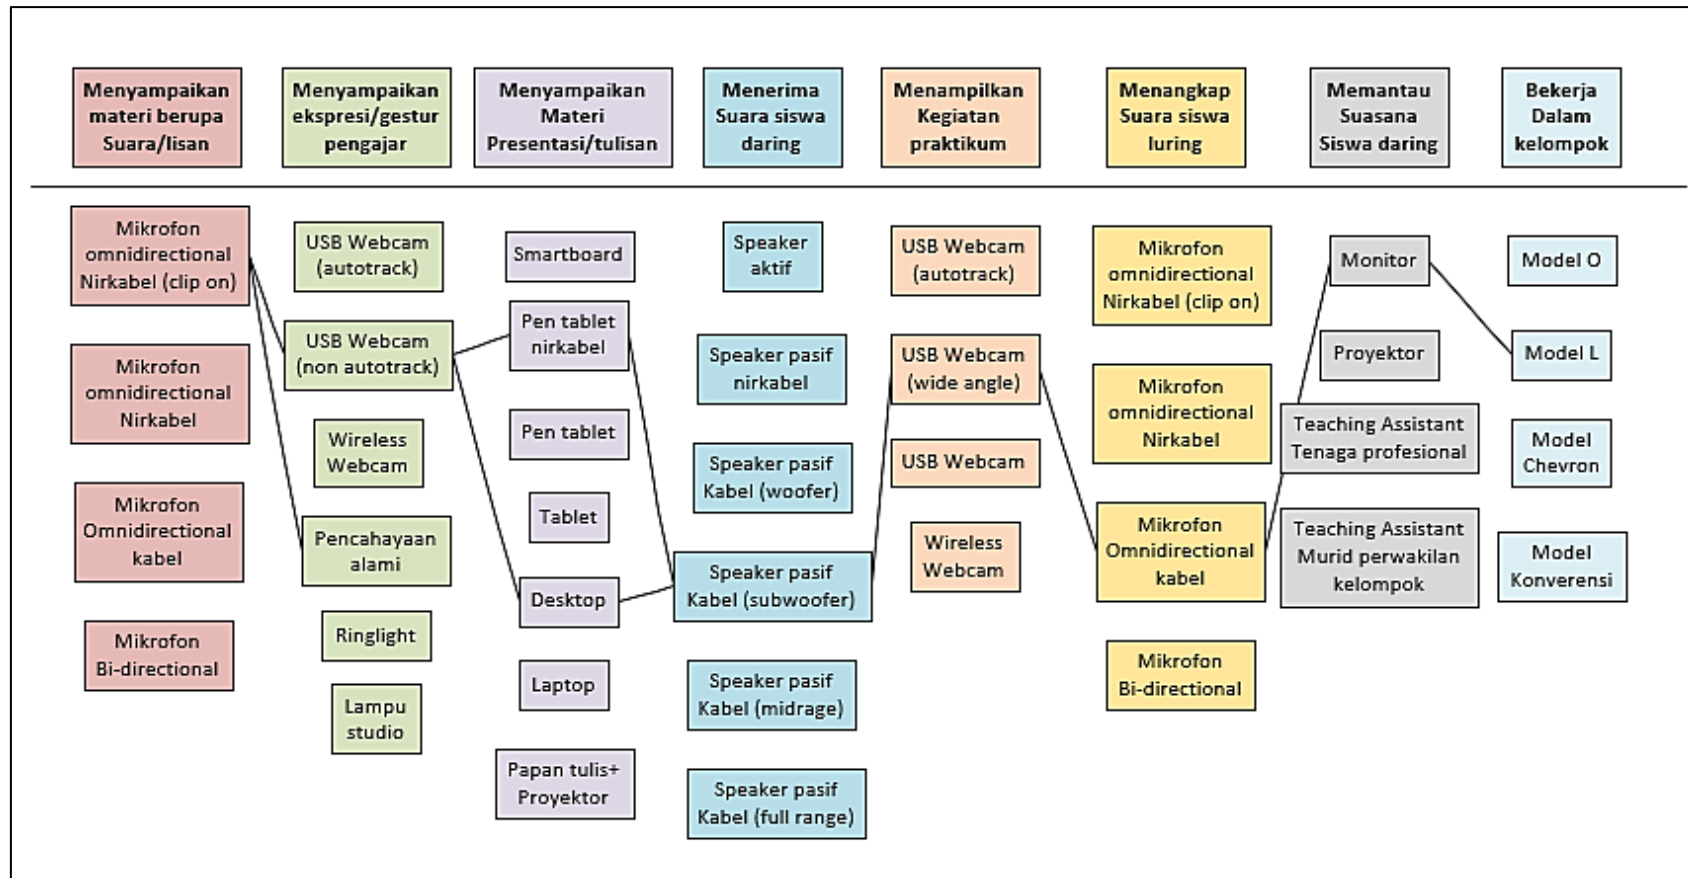 Menyampaikan
materi berupa
Suara/lisan
Menyampaikan
ekspresi/gestur
pengajar
Menyampaikan
Materi
Presentasi/tulisan
Menerima
Suara siswa
daring
Menampilkan
Kegiatan
praktikum
Menangkap
Suara siswa
luring
Memantau
Suasana
Siswa daring
Bekerja
Dalam
kelompok
Mikrofon
omnidirectional
Nirkabel (clip on)
Mikrofon
omnidirectional
Nirkabel
Mikrofon
Omnidirectional
kabel
Mikrofon
Bi-directional
USB Webcam
(autotrack)
USB Webcam
(non autotrack)
Wireless
Webcam
Pencahayaan
alami
Ringlight
Lampu
studio
Smartboard
Pen tablet
nirkabel
Pen tablet
Tablet
Desktop
Laptop
Papan tulis+
Proyektor
Speaker
aktif
Speaker pasif
nirkabel
Speaker pasif
Kabel (woofer)
Speaker pasif
Kabel (subwoofer)
Speaker pasif
Kabel (midrage)
Speaker pasif
Kabel (full range)
USB Webcam
(autotrack)
USB Webcam
(wide angle)
USB Webcam
Wireless
Webcam
Mikrofon
omnidirectional
Nirkabel (clip on)
Mikrofon
omnidirectional
Nirkabel
Mikrofon
Omnidirectional
kabel
Mikrofon
Bi-directional
Monitor
Proyektor
Teaching Assistant
Tenaga profesional
Teaching Assistant
Murid perwakilan
kelompok
Model O
Model L
Model
Chevron
Model
Konverensi